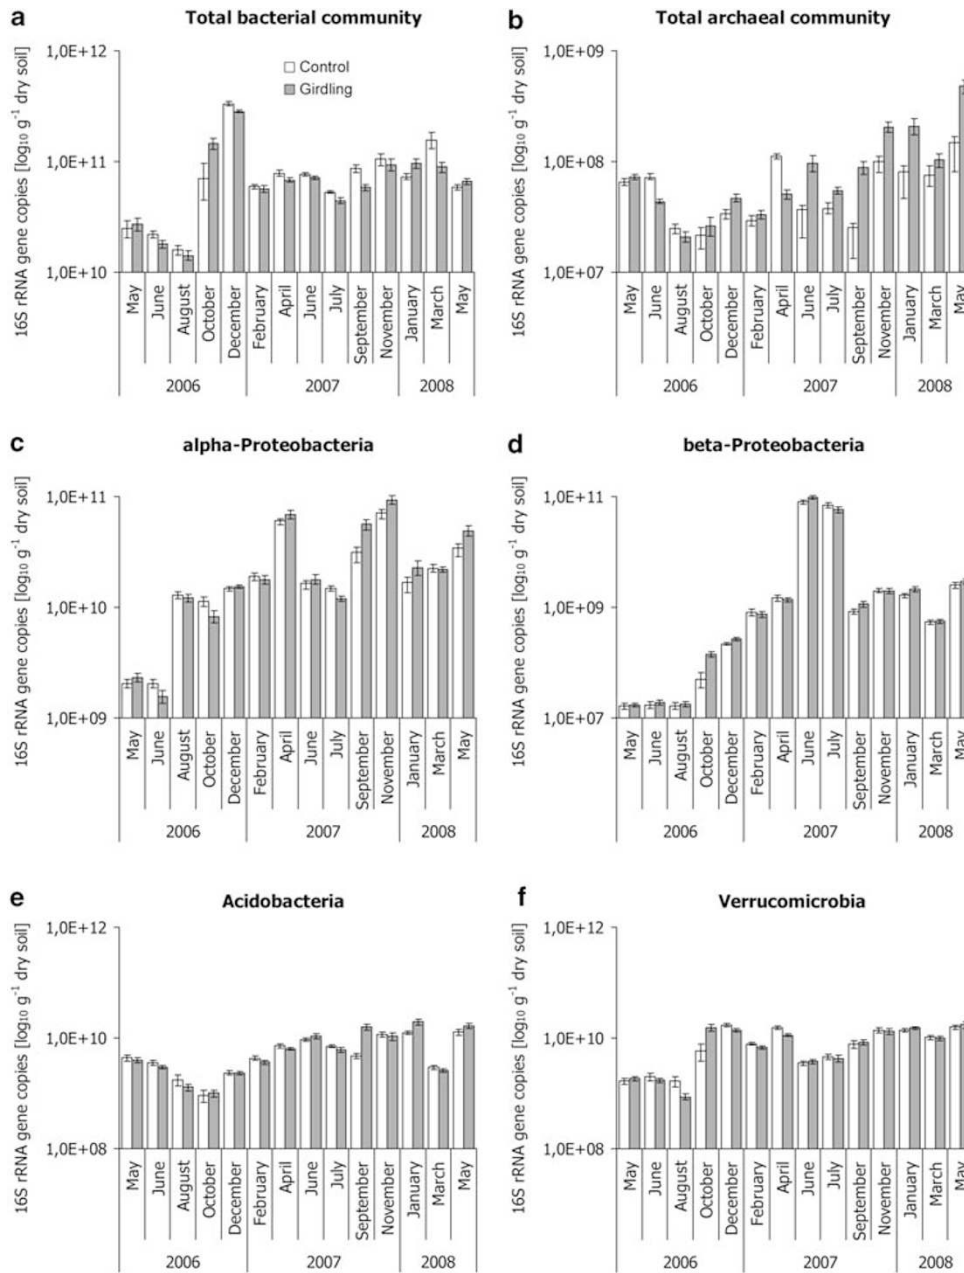 a Total bacterial community
16S rRNA gene copies [log10 g-1 dry soil]
1,0E+12
1,0E+11
1,0E+10
Control
Girdling
May June August October December February April June July September November January March May
2006 2007 2008
b Total archaeal community
16S rRNA gene copies [log10 g-1 dry soil]
1,0E+09
1,0E+08
1,0E+07
May June August October December February April June July September November January March May
2006 2007 2008
c alpha-Proteobacteria
16S rRNA gene copies [log10 g-1 dry soil]
1,0E+11
1,0E+10
1,0E+09
May June August October December February April June July September November January March May
2006 2007 2008
d beta-Proteobacteria
16S rRNA gene copies [log10 g-1 dry soil]
1,0E+11
1,0E+09
1,0E+07
May June August October December February April June July September November January March May
2006 2007 2008
e Acidobacteria
16S rRNA gene copies [log10 g-1 dry soil]
1,0E+12
1,0E+10
1,0E+08
May June August October December February April June July September November January March May
2006 2007 2008
f Verrucomicrobia
16S rRNA gene copies [log10 g-1 dry soil]
1,0E+12
1,0E+10
1,0E+08
May June August October December February April June July September November January March May
2006 2007 2008